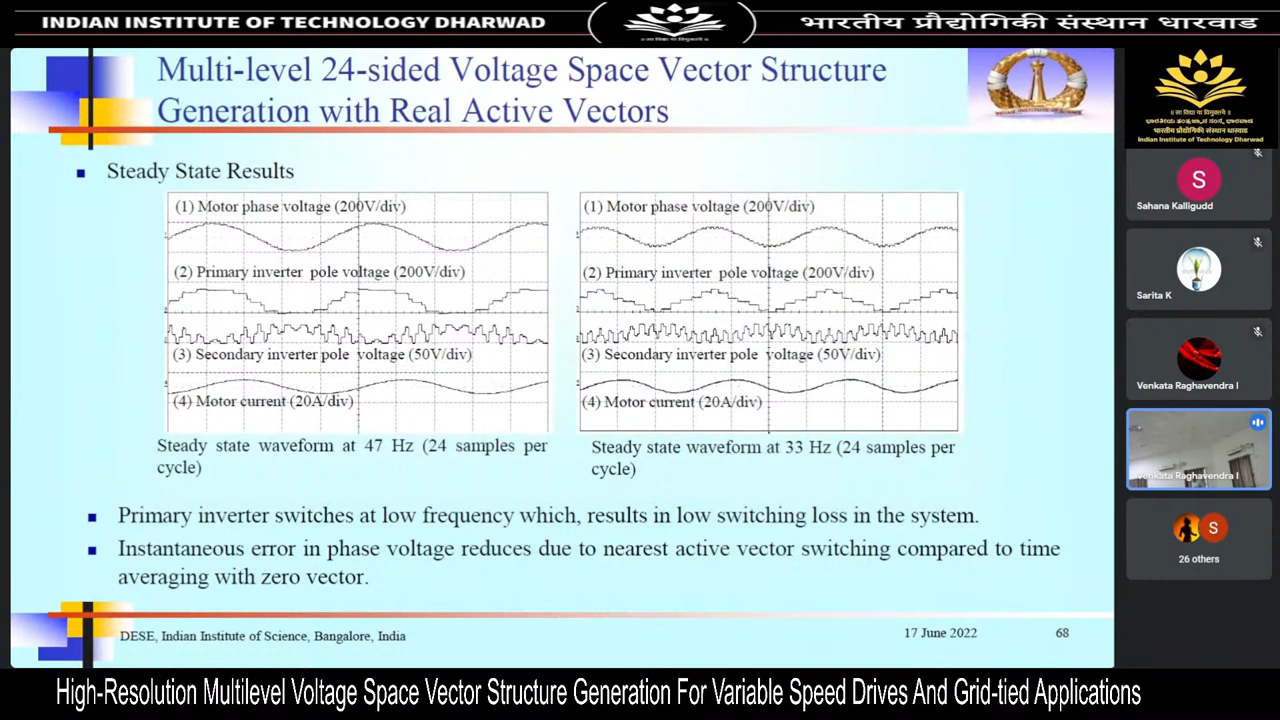 INDIAN INSTITUTE OF TECHNOLOGY DHARWAD
भारतीय प्रौद्योगिकी संस्थान धारवाड
Multi-level 24-sided Voltage Space Vector Structure
Generation with Real Active Vectors
Steady State Results
(1) Motor phase voltage (200V/div)
(2) Primary inverter pole voltage (200V/div)
(3) Secondary inverter pole voltage (50V/div)
(4) Motor current (20A/div)
Steady state waveform at 47 Hz (24 samples per
cycle)
(1) Motor phase voltage (200V/div)
(2) Primary inverter pole voltage (200V/div)
(3) Secondary inverter pole voltage (50V/div)
(4) Motor current (20A/div)
Steady state waveform at 33 Hz (24 samples per
cycle)
Primary inverter switches at low frequency which, results in low switching loss in the system.
Instantaneous error in phase voltage reduces due to nearest active vector switching compared to time
averaging with zero vector.
DESE, Indian Institute of Science, Bangalore, India
17 June 2022
68
भारतीय प्रौद्योगिकी संस्थान धारवाड
Indian Institute of Technology Dharwad
S
Sahana Kalligudd
Sarita K
Venkata Raghavendra I
Venkata Raghavendra I
S
26 others
High-Resolution Multilevel Voltage Space Vector Structure Generation For Variable Speed Drives And Grid-tied Applications